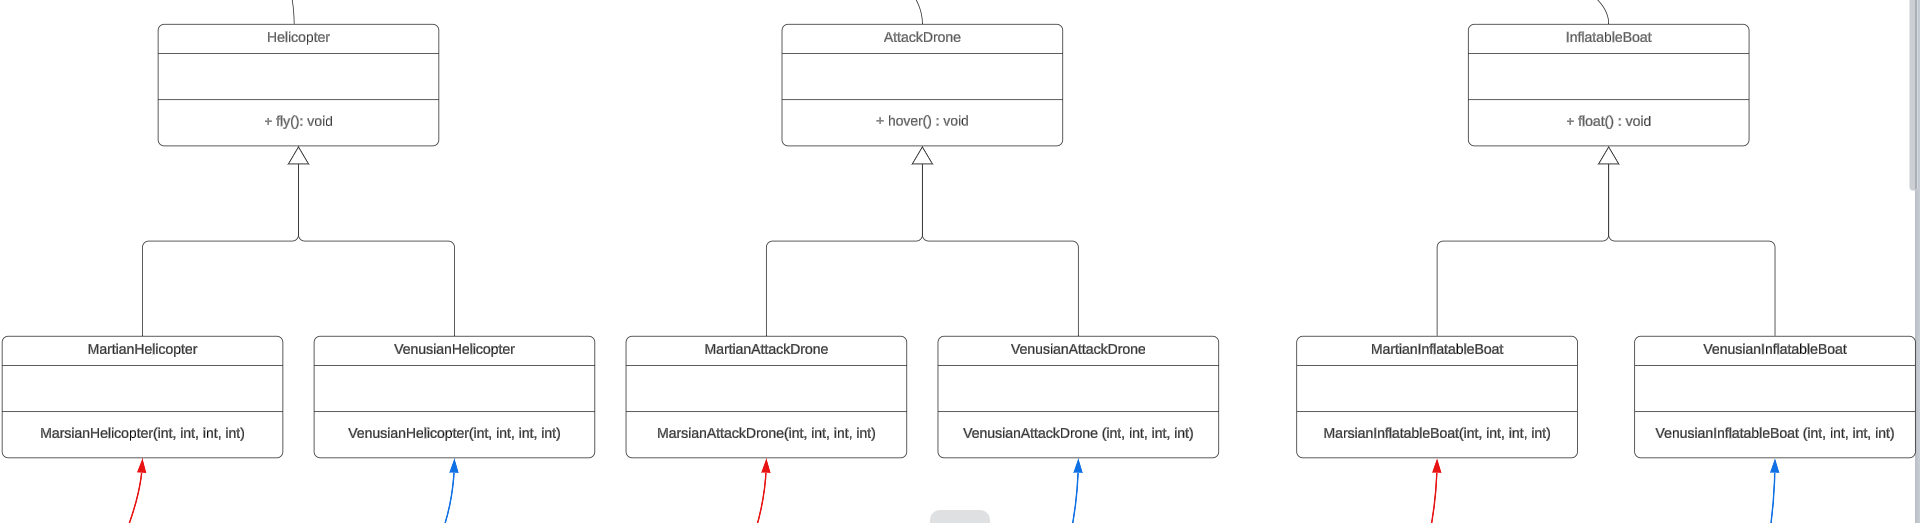 Helicopter
+ fly(): void
AttackDrone
+ hover() : void
InflatableBoat
+ float() : void
MartianHelicopter
MarsianHelicopter(int, int, int, int)
VenusianHelicopter
VenusianHelicopter(int, int, int, int)
MartianAttackDrone
MarsianAttackDrone(int, int, int, int)
VenusianAttackDrone
VenusianAttackDrone (int, int, int, int)
MartianInflatableBoat
MarsianInflatableBoat(int, int, int, int)
VenusianInflatableBoat
VenusianInflatableBoat (int, int, int, int)